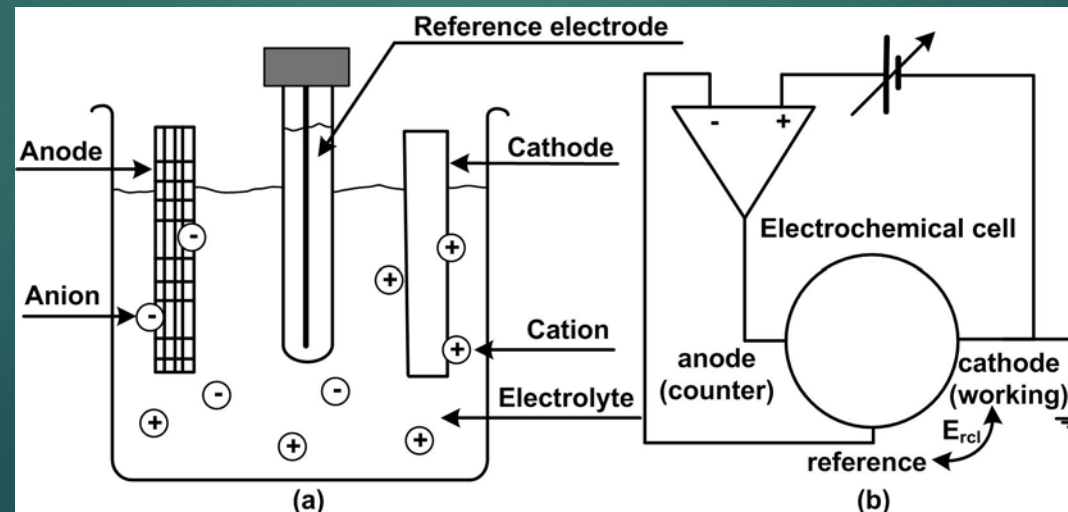 Reference electrode
Anode
Cathode
Anion
Cation
Electrolyte
- -
- -
+ + +
+ + +
(a)
- +
Electrochemical cell
anode
(counter)
cathode
(working)
Ercl
reference
(b)